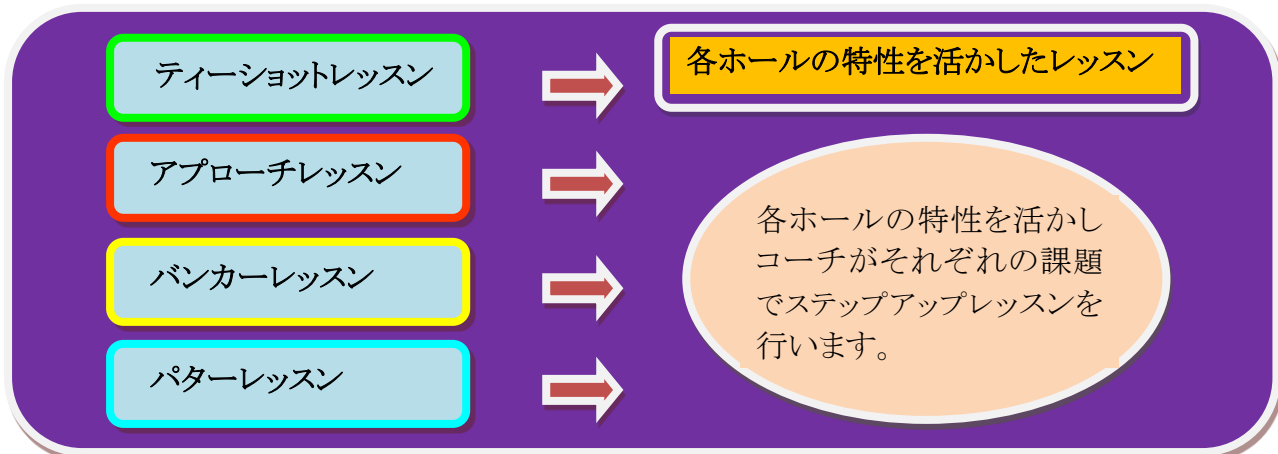 ティーショットレッスン
アプローチレッスン
バンカーレッスン
パターレッスン
各ホールの特性を活かしたレッスン
各ホールの特性を活かし
コーチがそれぞれの課題
でステップアップレッスンを
行います。